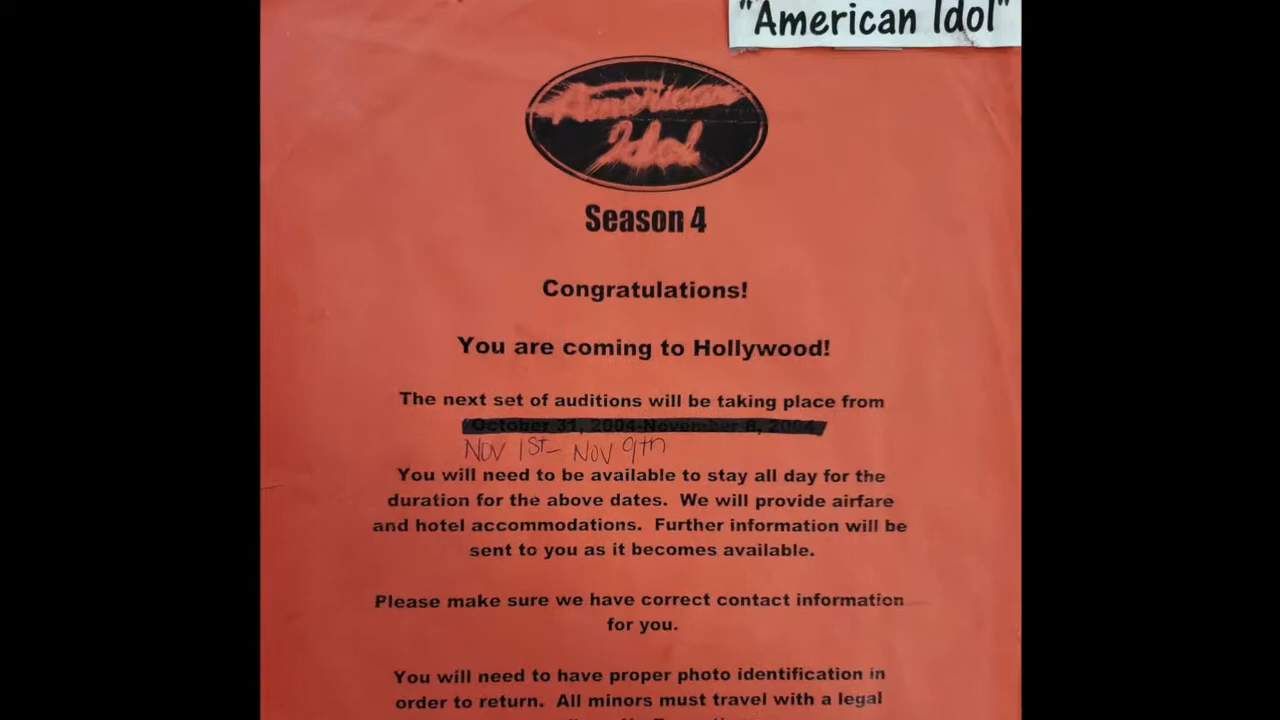 "American Idol"
American
Idol
Season 4
Congratulations!
You are coming to Hollywood!
The next set of auditions will be taking place from
October 31, 2004-November 8, 2004.
Nov 1st - Nov 9th
You will need to be available to stay all day for the
duration for the above dates.  We will provide airfare
and hotel accommodations.  Further information will be
sent to you as it becomes available.
Please make sure we have correct contact information
for you.
You will need to have proper photo identification in
order to return.  All minors must travel with a legal